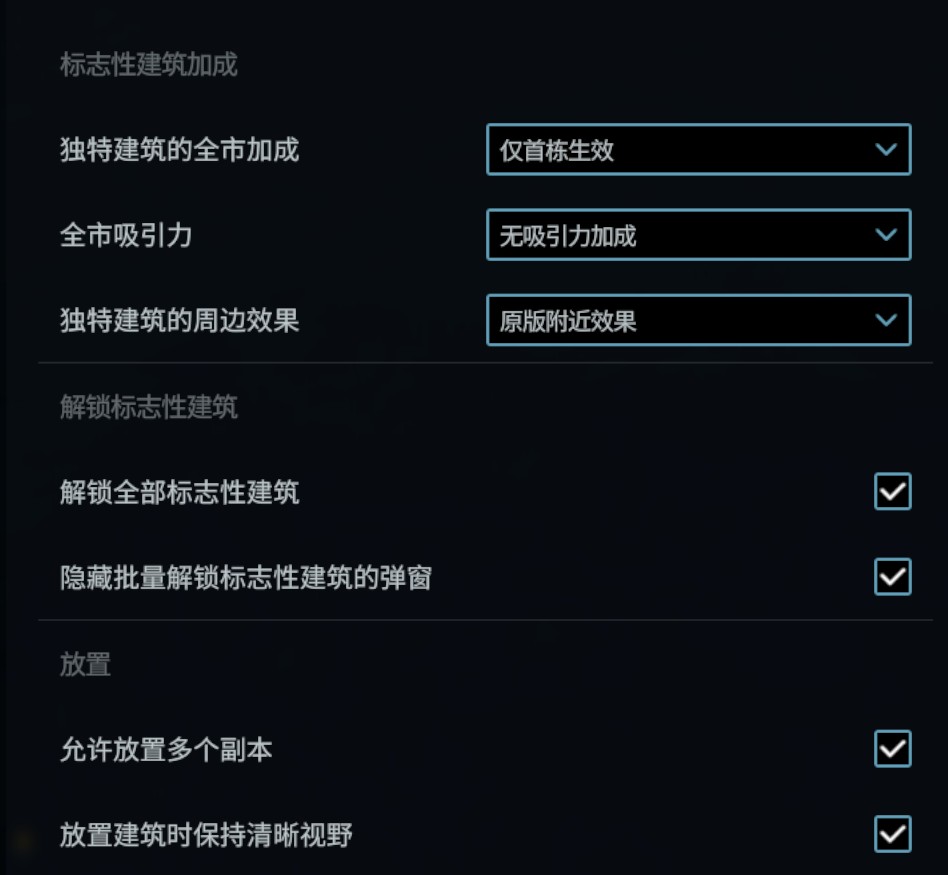 标志性建筑加成
独特建筑的全市加成
仅首栋生效
全市吸引力
无吸引力加成
独特建筑的周边效果
原版附近效果
解锁标志性建筑
解锁全部标志性建筑
隐藏批量解锁标志性建筑的弹窗
放置
允许放置多个副本
放置建筑时保持清晰视野